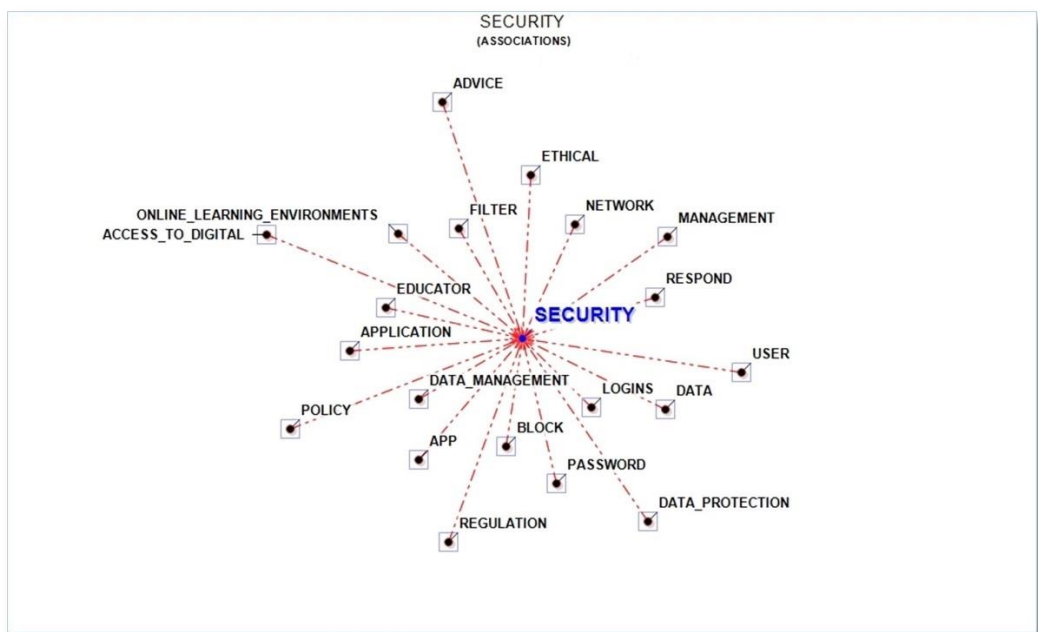 SECURITY
(ASSOCIATIONS)
ADVICE
ETHICAL
ONLINE_LEARNING_ENVIRONMENTS
FILTER
NETWORK
MANAGEMENT
ACCESS_TO_DIGITAL
RESPOND
EDUCATOR
SECURITY
APPLICATION
USER
DATA_MANAGEMENT
LOGINS
DATA
POLICY
APP
BLOCK
PASSWORD
DATA_PROTECTION
REGULATION